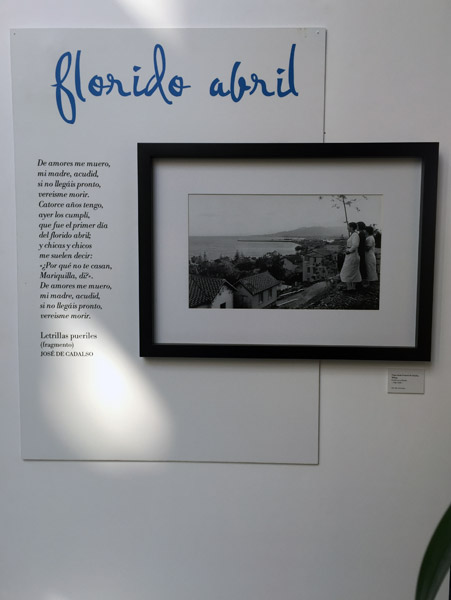 florido abril
De amores me muero,
mi madre, acudid,
si no llegáis pronto,
vereisme morir.
Catorce años tengo,
ayer los cumplí,
que fue el primer día
del florido abril;
y chicas y chicos
me suelen decir:
«¿Por qué no te casan,
Mariquilla, di?».
De amores me muero,
mi madre, acudid,
si no llegáis pronto,
vereisme morir.
Letrillas pueriles
(fragmento)
JOSÉ DE CADALSO